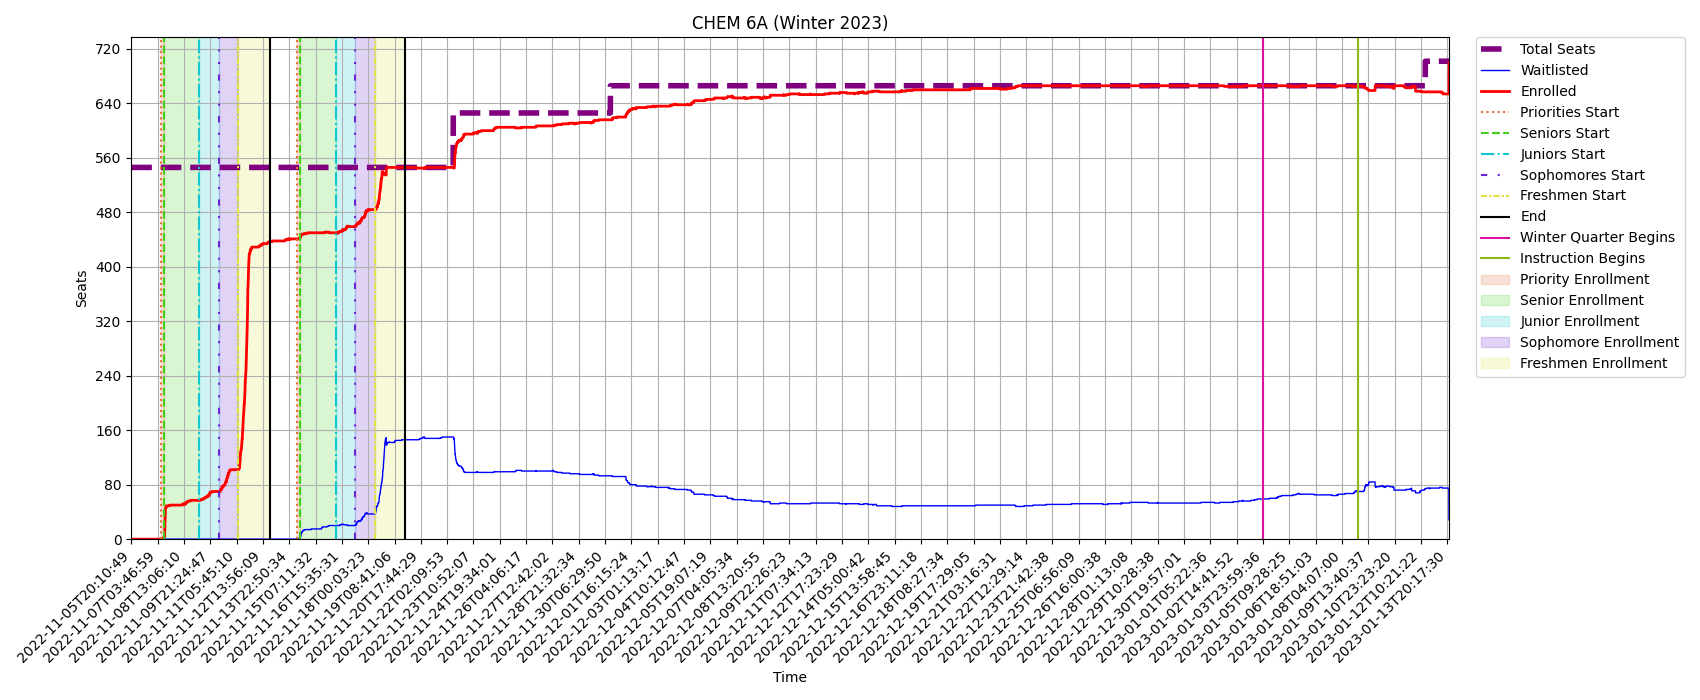 CHEM 6A (Winter 2023)
Seats
720
640
560
480
400
320
240
160
80
0
2022-11-05T20:10:49
2022-11-07T03:46:59
2022-11-08T13:06:10
2022-11-09T21:24:47
2022-11-11T05:45:10
2022-11-12T13:56:09
2022-11-13T22:50:34
2022-11-15T07:11:32
2022-11-16T15:35:31
2022-11-18T00:03:23
2022-11-19T08:41:06
2022-11-20T17:44:29
2022-11-22T02:09:53
2022-11-23T10:52:07
2022-11-24T19:34:01
2022-11-26T04:06:17
2022-11-27T12:42:02
2022-11-28T21:32:34
2022-11-30T06:29:50
2022-12-01T16:15:24
2022-12-03T01:13:17
2022-12-04T10:12:47
2022-12-05T19:07:19
2022-12-07T04:05:34
2022-12-08T13:20:55
2022-12-09T22:26:23
2022-12-11T07:34:13
2022-12-12T17:23:29
2022-12-14T05:00:42
2022-12-15T13:58:45
2022-12-16T23:11:18
2022-12-18T08:27:34
2022-12-19T17:29:05
2022-12-21T03:16:31
2022-12-22T12:29:14
2022-12-23T21:42:38
2022-12-25T06:56:09
2022-12-26T16:00:38
2022-12-28T01:13:08
2022-12-29T10:28:38
2022-12-30T19:57:01
2023-01-01T05:22:36
2023-01-02T14:41:52
2023-01-03T23:59:36
2023-01-05T09:28:25
2023-01-06T18:51:03
2023-01-08T04:07:00
2023-01-09T13:40:37
2023-01-10T23:23:20
2023-01-12T10:21:22
2023-01-13T20:17:30
Time
Total Seats
Waitlisted
Enrolled
Priorities Start
Seniors Start
Juniors Start
Sophomores Start
Freshmen Start
End
Winter Quarter Begins
Instruction Begins
Priority Enrollment
Senior Enrollment
Junior Enrollment
Sophomore Enrollment
Freshmen Enrollment